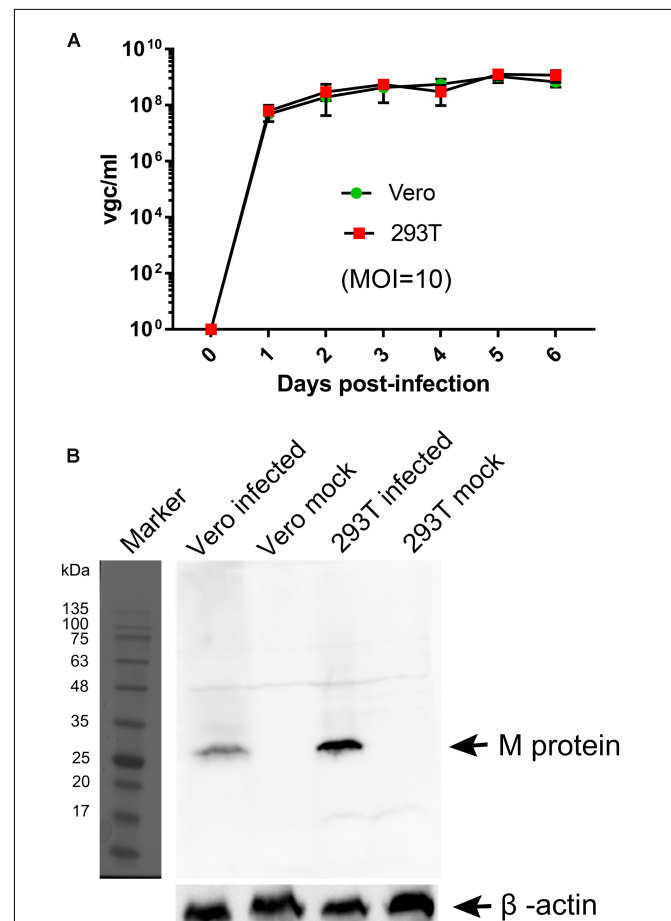 A
10^10
10^8
10^6
10^4
10^2
10^0
vgc/ml
Vero
293T
(MOI=10)
0 1 2 3 4 5 6
Days post-infection
B
Marker
Vero infected
Vero mock
293T infected
293T mock
kDa
135
100
75
63
48
35
25
20
17
M protein
β -actin